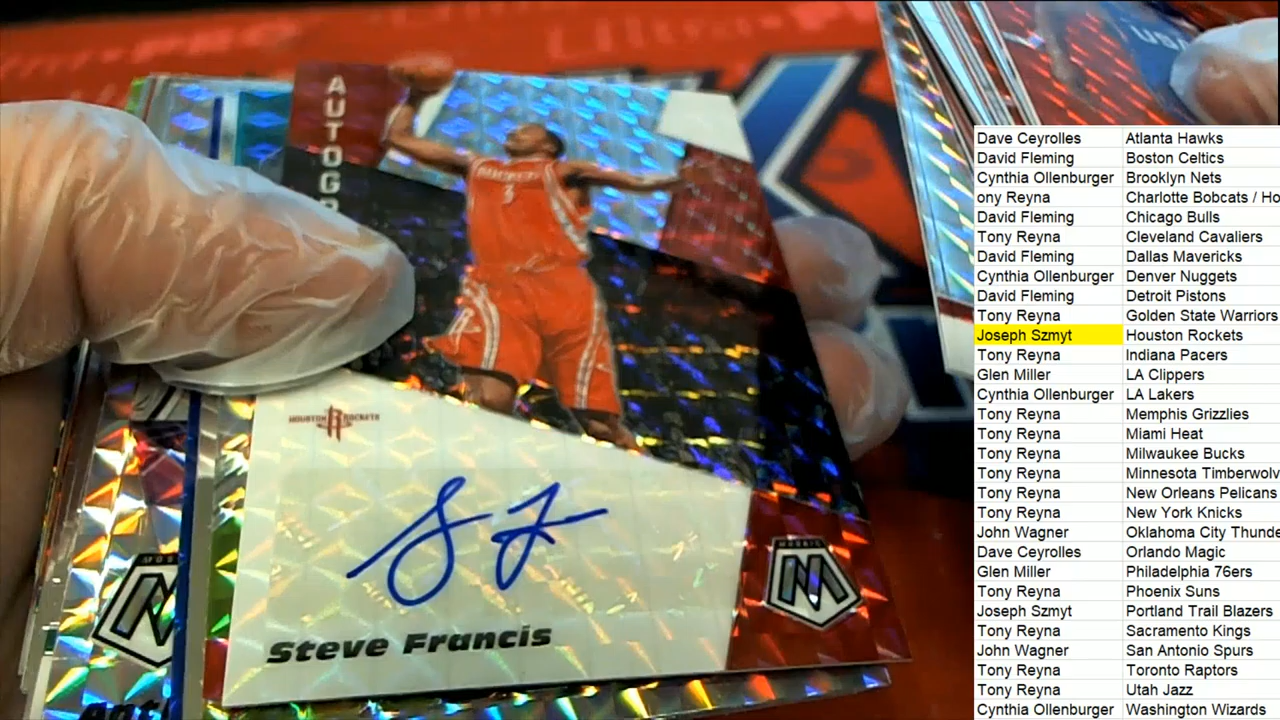 AUTOGR
ROCKETS
3
HOUSTON ROCKETS
Steve Francis
MOSAIC
Ant
USA
Dave Ceyrolles Atlanta Hawks
David Fleming Boston Celtics
Cynthia Ollenburger Brooklyn Nets
ony Reyna Charlotte Bobcats / Ho
David Fleming Chicago Bulls
Tony Reyna Cleveland Cavaliers
David Fleming Dallas Mavericks
Cynthia Ollenburger Denver Nuggets
David Fleming Detroit Pistons
Tony Reyna Golden State Warriors
Joseph Szmyt Houston Rockets
Tony Reyna Indiana Pacers
Glen Miller LA Clippers
Cynthia Ollenburger LA Lakers
Tony Reyna Memphis Grizzlies
Tony Reyna Miami Heat
Tony Reyna Milwaukee Bucks
Tony Reyna Minnesota Timberwolv
Tony Reyna New Orleans Pelicans
Tony Reyna New York Knicks
John Wagner Oklahoma City Thunde
Dave Ceyrolles Orlando Magic
Glen Miller Philadelphia 76ers
Tony Reyna Phoenix Suns
Joseph Szmyt Portland Trail Blazers
Tony Reyna Sacramento Kings
John Wagner San Antonio Spurs
Tony Reyna Toronto Raptors
Tony Reyna Utah Jazz
Cynthia Ollenburger Washington Wizards